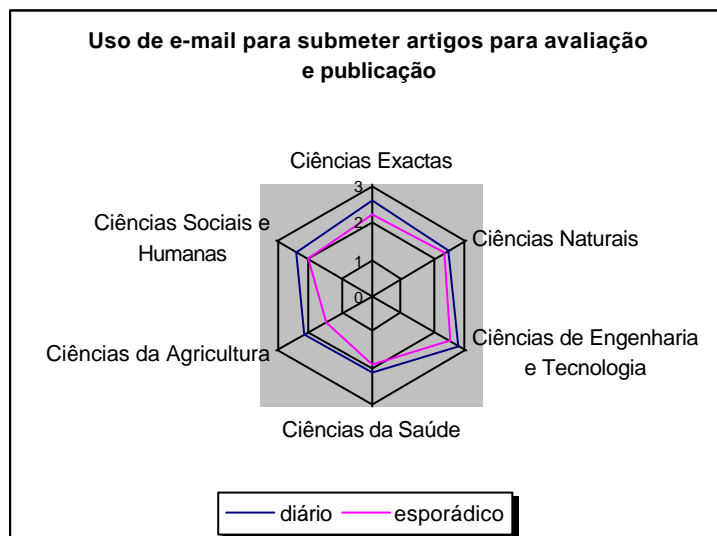 Uso de e-mail para submeter artigos para avaliação
e publicação
Ciências Exactas
3
Ciências Sociais e
Humanas
2
Ciências Naturais
1
0
Ciências de Engenharia
e Tecnologia
Ciências da Agricultura
Ciências da Saúde
diário
esporádico